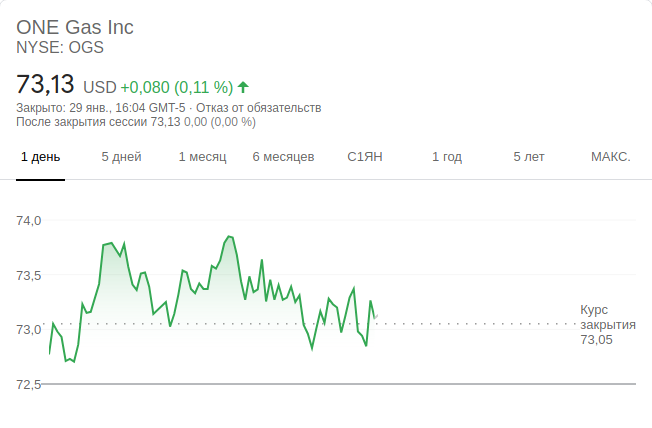 ONE Gas Inc
NYSE: OGS
73,13 USD +0,080 (0,11 %)
Закрыто: 29 янв., 16:04 GMT-5 · Отказ от обязательств
После закрытия сессии 73,13 0,00 (0,00 %)
1 день 5 дней 1 месяц 6 месяцев С1ЯН 1 год 5 лет МАКС.
74,0
73,5
73,0
72,5
Курс
закрытия
73,05